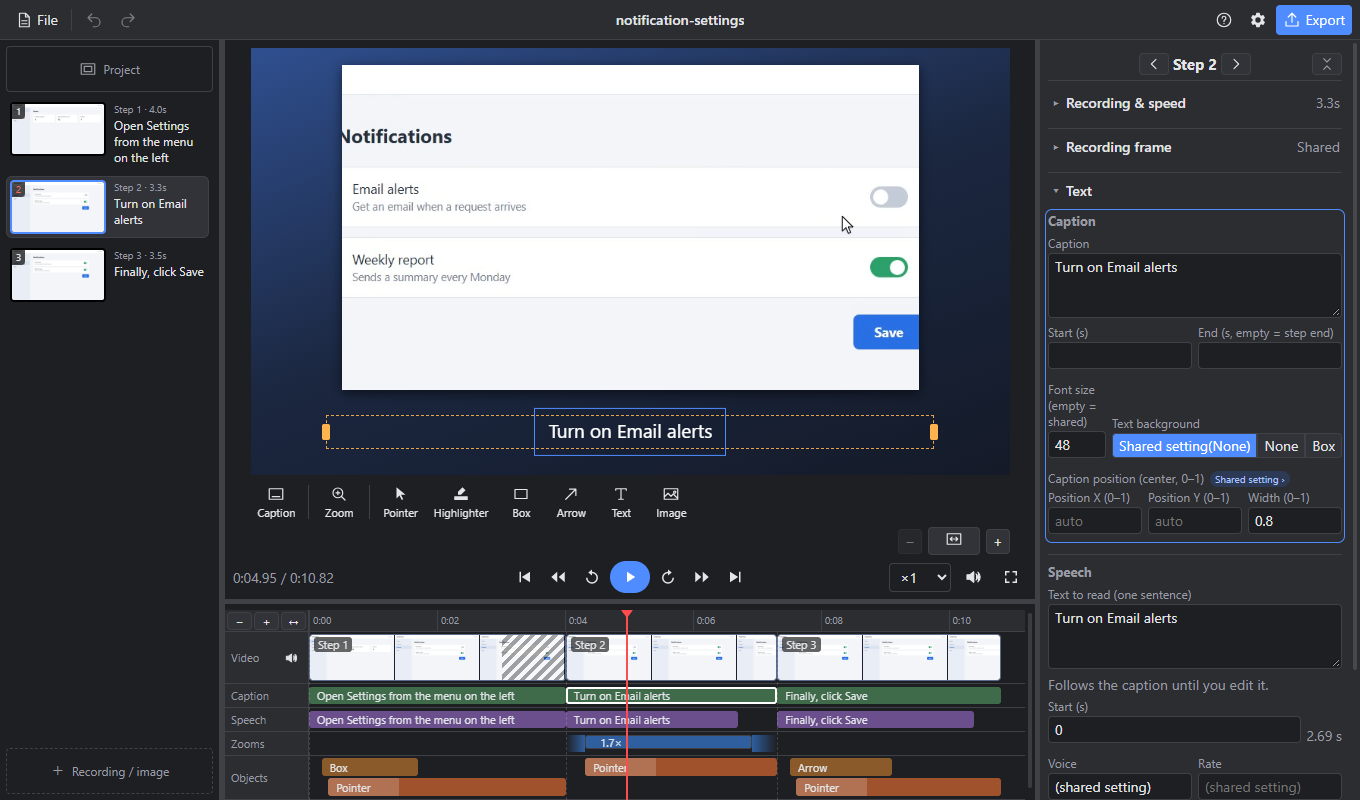 File
notification-settings
Export
Project
1
Step 1 · 4.0s
Open Settings
from the menu
on the left
2
Step 2 · 3.3s
Turn on Email
alerts
3
Step 3 · 3.5s
Finally, click Save
+ Recording / image
Notifications
Email alerts
Get an email when a request arrives
Weekly report
Sends a summary every Monday
Save
Turn on Email alerts
Caption
Zoom
Pointer
Highlighter
Box
Arrow
Text
Image
− +
0:04.95 / 0:10.82
×1
− + ↔
0:00 0:02 0:04 0:06 0:08 0:10
Video
Step 1 Step 2 Step 3
Caption
Open Settings from the menu on the left
Turn on Email alerts
Finally, click Save
Speech
Open Settings from the menu on the left
Turn on Email alerts
Finally, click Save
Zooms
1.7×
Objects
Box
Pointer
Arrow
Pointer
Pointer
Step 2
Recording & speed 3.3s
Recording frame Shared
Text
Caption
Caption
Turn on Email alerts
Start (s) End (s, empty = step end)
Font size
(empty =
shared)
Text background
48
Shared setting(None) None Box
Caption position (center, 0–1) Shared setting ›
Position X (0–1) Position Y (0–1) Width (0–1)
auto auto 0.8
Speech
Text to read (one sentence)
Turn on Email alerts
Follows the caption until you edit it.
Start (s)
0 2.69 s
Voice Rate
(shared setting) (shared setting)